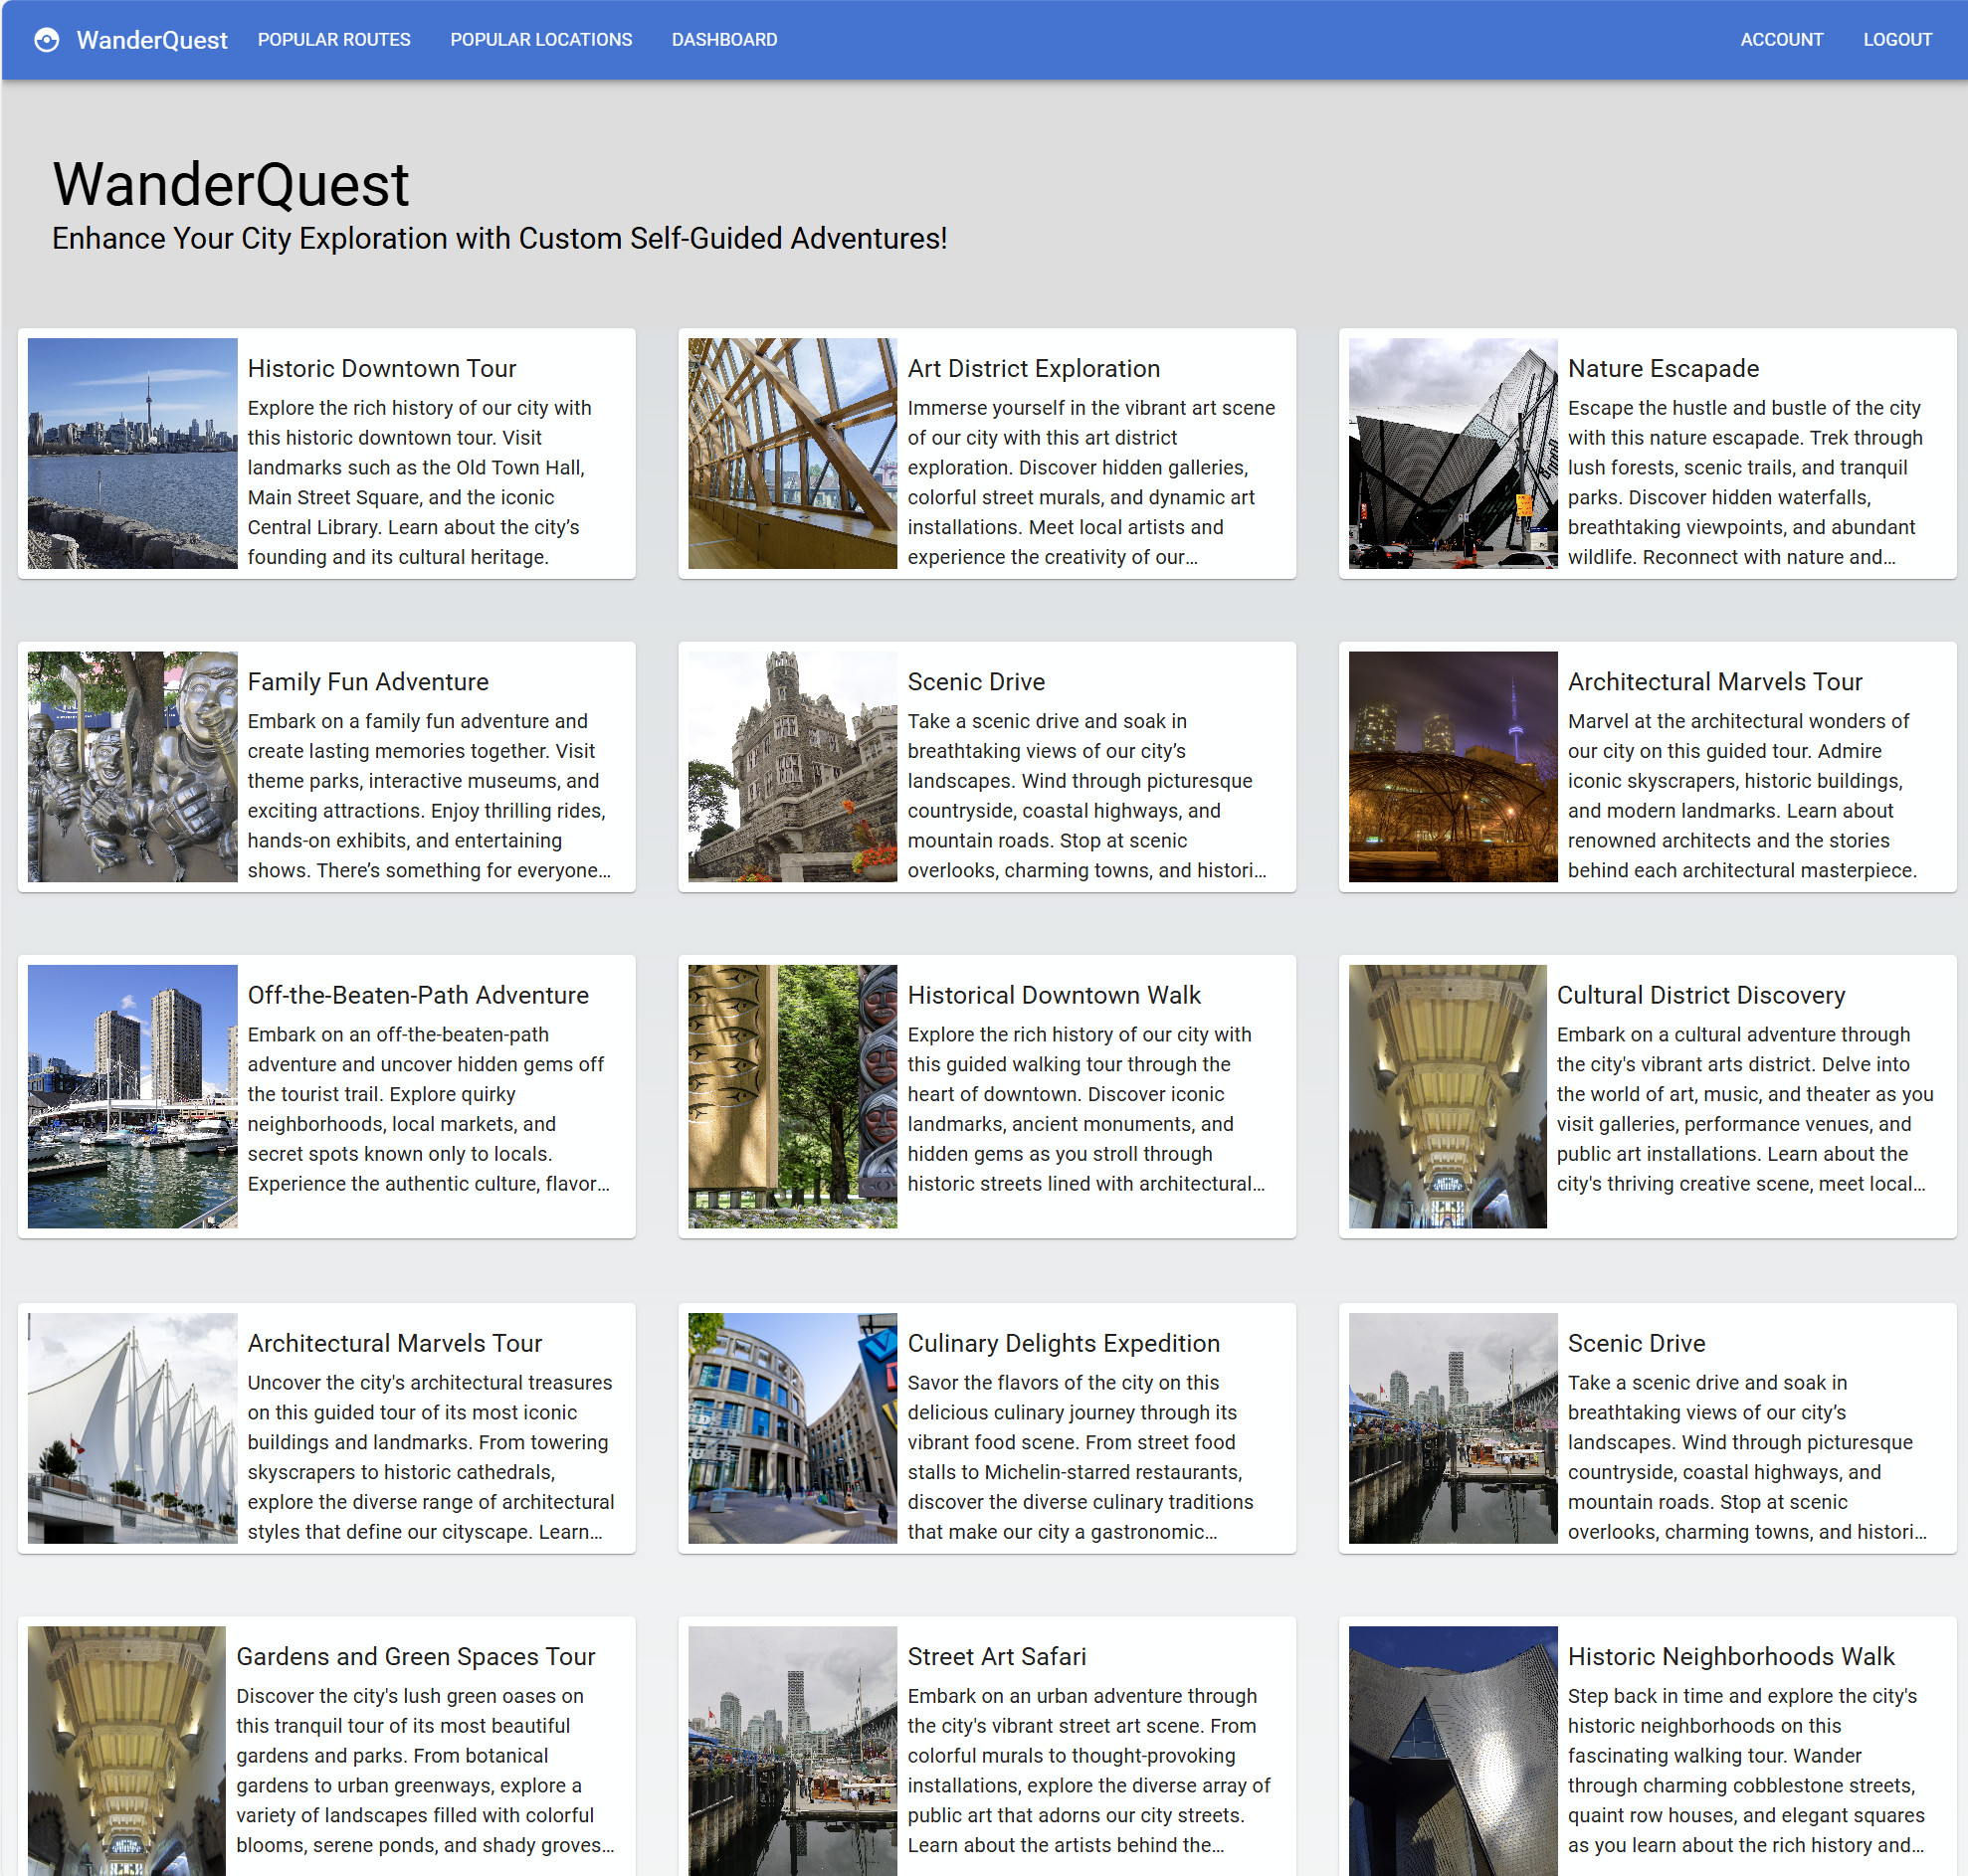 WanderQuest POPULAR ROUTES POPULAR LOCATIONS DASHBOARD ACCOUNT LOGOUT
WanderQuest
Enhance Your City Exploration with Custom Self-Guided Adventures!
Historic Downtown Tour
Explore the rich history of our city with
this historic downtown tour. Visit
landmarks such as the Old Town Hall,
Main Street Square, and the iconic
Central Library. Learn about the city’s
founding and its cultural heritage.
Art District Exploration
Immerse yourself in the vibrant art scene
of our city with this art district
exploration. Discover hidden galleries,
colorful street murals, and dynamic art
installations. Meet local artists and
experience the creativity of our…
Nature Escapade
Escape the hustle and bustle of the city
with this nature escapade. Trek through
lush forests, scenic trails, and tranquil
parks. Discover hidden waterfalls,
breathtaking viewpoints, and abundant
wildlife. Reconnect with nature and…
Family Fun Adventure
Embark on a family fun adventure and
create lasting memories together. Visit
theme parks, interactive museums, and
exciting attractions. Enjoy thrilling rides,
hands-on exhibits, and entertaining
shows. There’s something for everyone…
Scenic Drive
Take a scenic drive and soak in
breathtaking views of our city’s
landscapes. Wind through picturesque
countryside, coastal highways, and
mountain roads. Stop at scenic
overlooks, charming towns, and histori…
Architectural Marvels Tour
Marvel at the architectural wonders of
our city on this guided tour. Admire
iconic skyscrapers, historic buildings,
and modern landmarks. Learn about
renowned architects and the stories
behind each architectural masterpiece.
Off-the-Beaten-Path Adventure
Embark on an off-the-beaten-path
adventure and uncover hidden gems off
the tourist trail. Explore quirky
neighborhoods, local markets, and
secret spots known only to locals.
Experience the authentic culture, flavor…
Historical Downtown Walk
Explore the rich history of our city with
this guided walking tour through the
heart of downtown. Discover iconic
landmarks, ancient monuments, and
hidden gems as you stroll through
historic streets lined with architectural…
Cultural District Discovery
Embark on a cultural adventure through
the city's vibrant arts district. Delve into
the world of art, music, and theater as you
visit galleries, performance venues, and
public art installations. Learn about the
city's thriving creative scene, meet local…
Architectural Marvels Tour
Uncover the city's architectural treasures
on this guided tour of its most iconic
buildings and landmarks. From towering
skyscrapers to historic cathedrals,
explore the diverse range of architectural
styles that define our cityscape. Learn…
Culinary Delights Expedition
Savor the flavors of the city on this
delicious culinary journey through its
vibrant food scene. From street food
stalls to Michelin-starred restaurants,
discover the diverse culinary traditions
that make our city a gastronomic…
Scenic Drive
Take a scenic drive and soak in
breathtaking views of our city’s
landscapes. Wind through picturesque
countryside, coastal highways, and
mountain roads. Stop at scenic
overlooks, charming towns, and histori…
Gardens and Green Spaces Tour
Discover the city's lush green oases on
this tranquil tour of its most beautiful
gardens and parks. From botanical
gardens to urban greenways, explore a
variety of landscapes filled with colorful
blooms, serene ponds, and shady groves…
Street Art Safari
Embark on an urban adventure through
the city's vibrant street art scene. From
colorful murals to thought-provoking
installations, explore the diverse array of
public art that adorns our city streets.
Learn about the artists behind the…
Historic Neighborhoods Walk
Step back in time and explore the city's
historic neighborhoods on this
fascinating walking tour. Wander
through charming cobblestone streets,
quaint row houses, and elegant squares
as you learn about the rich history and…